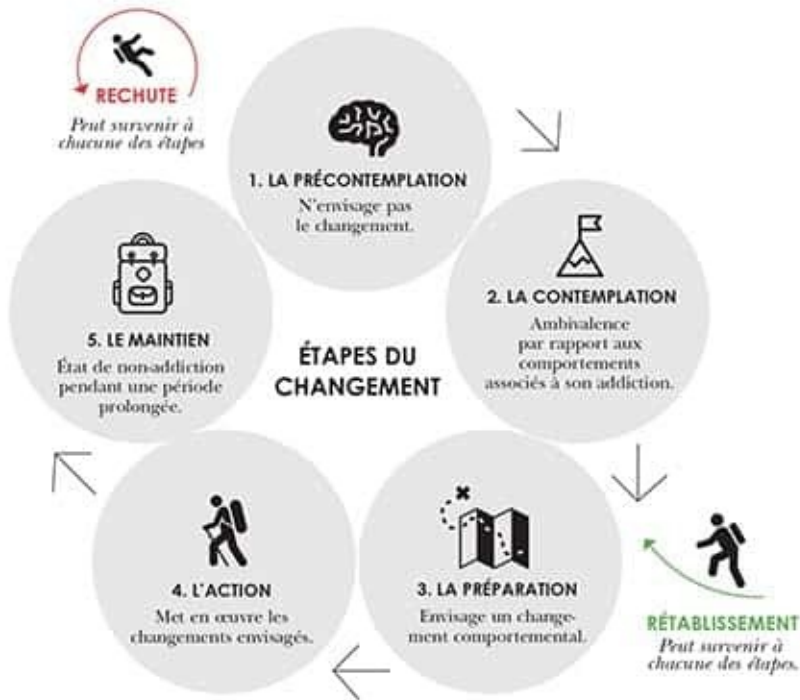 RECHUTE
Peut survenir à
chacune des étapes
1. LA PRÉCONTEMPLATION
N'envisage pas
le changement.
2. LA CONTEMPLATION
Ambivalence
par rapport aux
comportements
associés à son addiction.
5. LE MAINTIEN
État de non-addiction
pendant une période
prolongée.
ÉTAPES DU
CHANGEMENT
4. L'ACTION
Met en œuvre les
changements envisagés.
3. LA PRÉPARATION
Envisage un change-
ment comportemental.
RÉTABLISSEMENT
Peut survenir à
chacune des étapes.